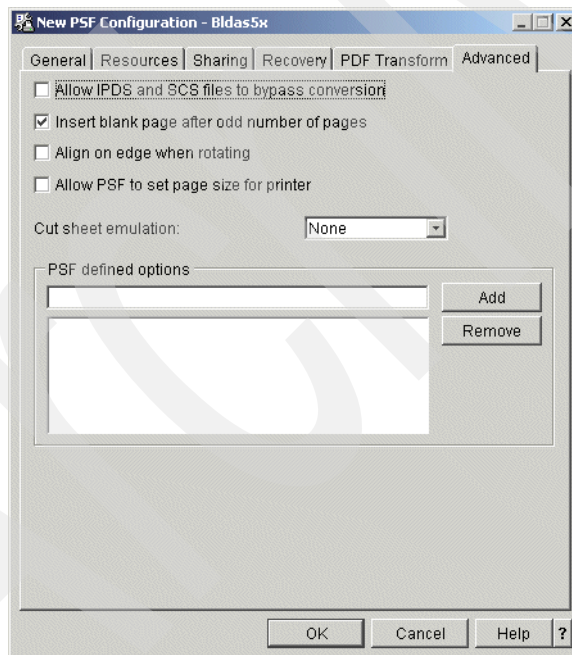 New PSF Configuration - Bldas5x
General Resources Sharing Recovery PDF Transform Advanced
Allow IPDS and SCS files to bypass conversion
Insert blank page after odd number of pages
Align on edge when rotating
Allow PSF to set page size for printer
Cut sheet emulation: None
PSF defined options
Add
Remove
OK Cancel Help ?